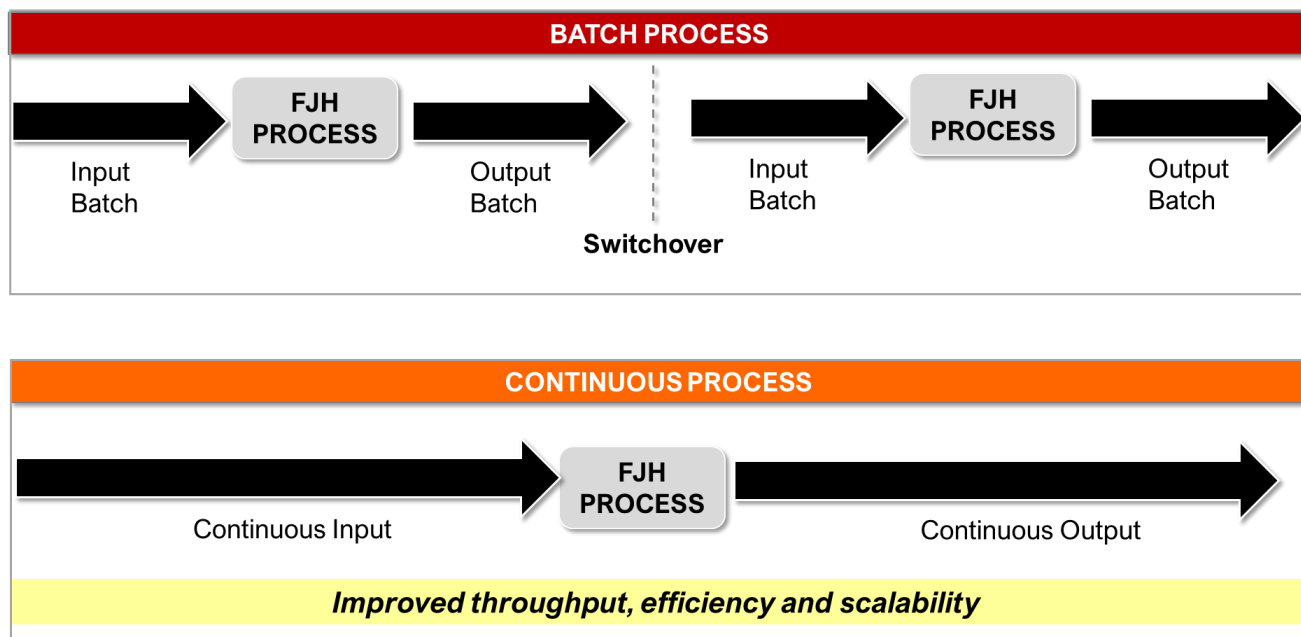 BATCH PROCESS
FJH
PROCESS
Input
Batch
Output
Batch
Switchover
FJH
PROCESS
Input
Batch
Output
Batch
CONTINUOUS PROCESS
FJH
PROCESS
Continuous Input
Continuous Output
Improved throughput, efficiency and scalability